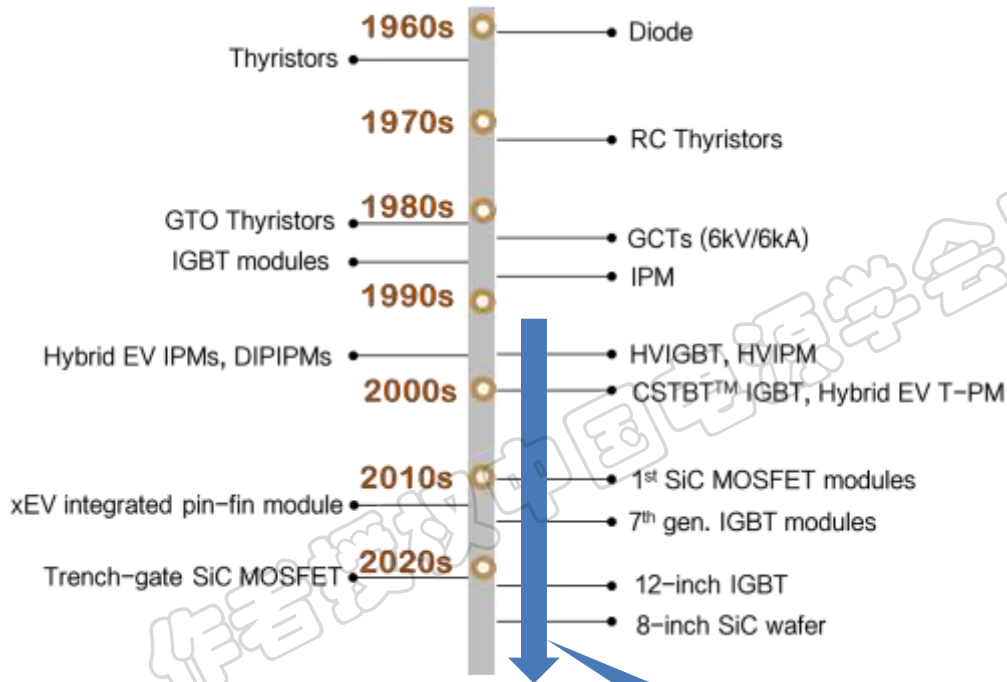 1960s
Diode
Thyristors
1970s
RC Thyristors
1980s
GTO Thyristors
GCTs (6kV/6kA)
IGBT modules
IPM
1990s
Hybrid EV IPMs, DIPIPMs
HVIGBT, HVIPM
2000s
CSTBT™ IGBT, Hybrid EV T-PM
2010s
1st SiC MOSFET modules
xEV integrated pin-fin module
7th gen. IGBT modules
2020s
Trench-gate SiC MOSFET
12-inch IGBT
8-inch SiC wafer
作者授权中国电源学会